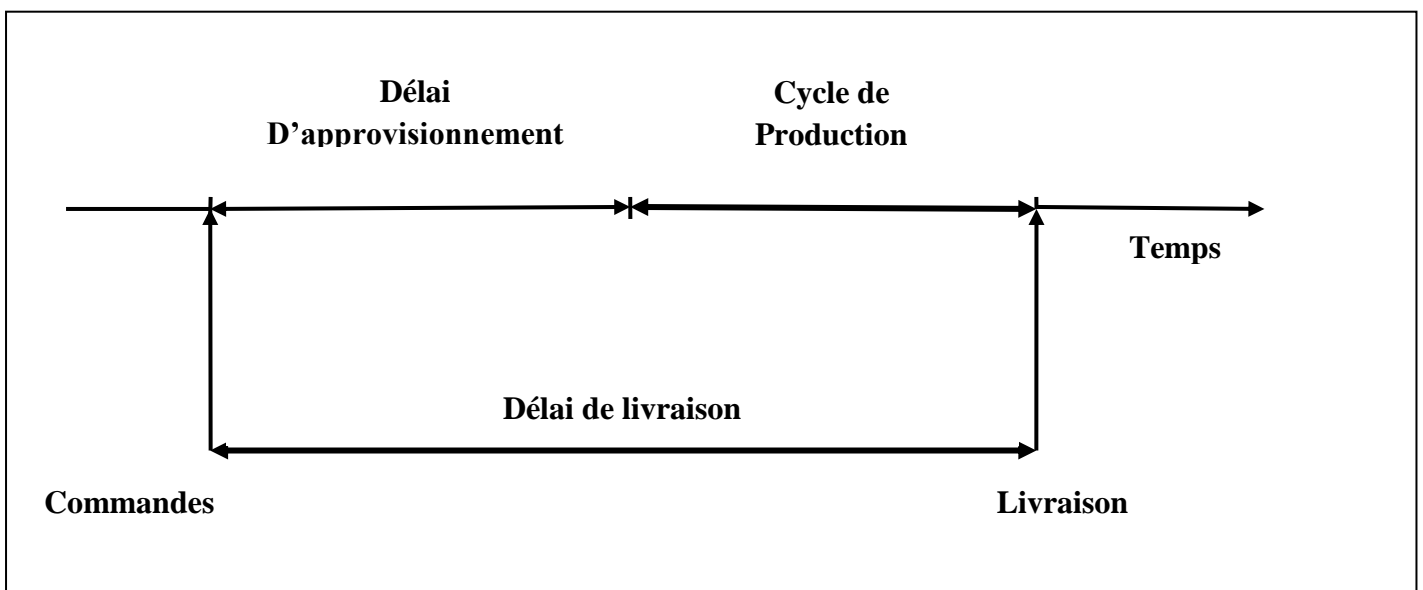 Délai
D’approvisionnement
Cycle de
Production
Temps
Délai de livraison
Commandes
Livraison